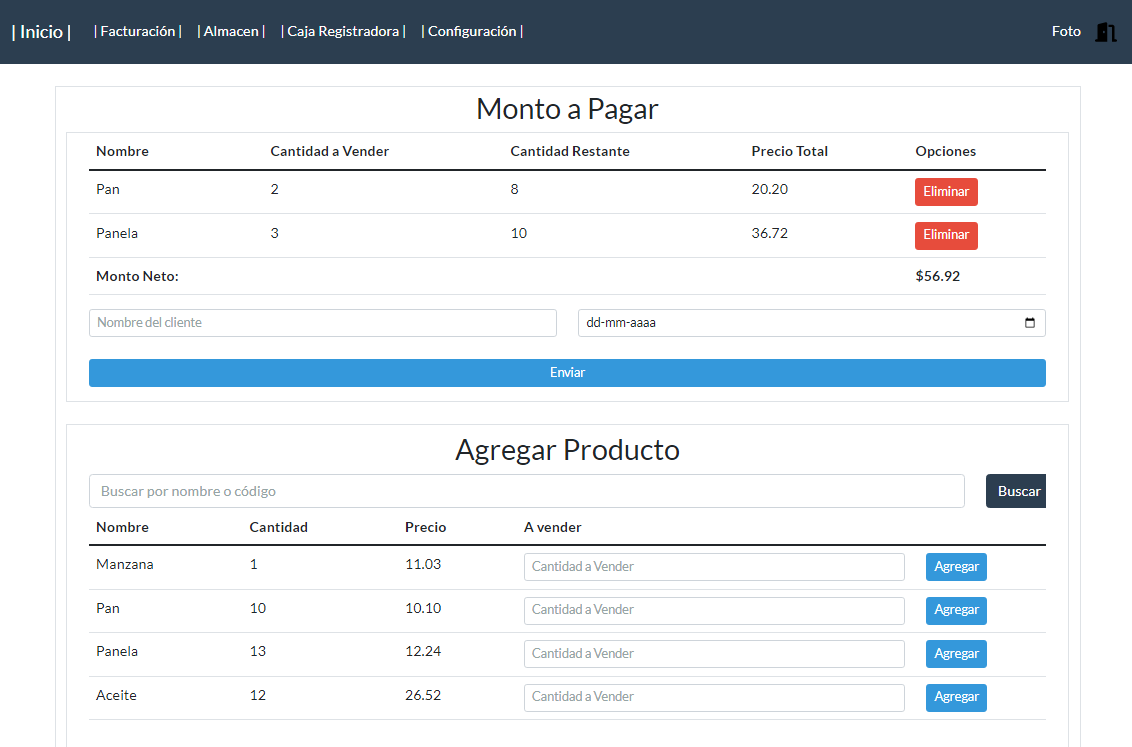 | Inicio | | Facturación | | Almacen | | Caja Registradora | | Configuración | Foto
Monto a Pagar
Nombre Cantidad a Vender Cantidad Restante Precio Total Opciones
Pan 2 8 20.20 Eliminar
Panela 3 10 36.72 Eliminar
Monto Neto: $56.92
Nombre del cliente dd-mm-aaaa
Enviar
Agregar Producto
Buscar por nombre o código Buscar
Nombre Cantidad Precio A vender
Manzana 1 11.03 Cantidad a Vender Agregar
Pan 10 10.10 Cantidad a Vender Agregar
Panela 13 12.24 Cantidad a Vender Agregar
Aceite 12 26.52 Cantidad a Vender Agregar